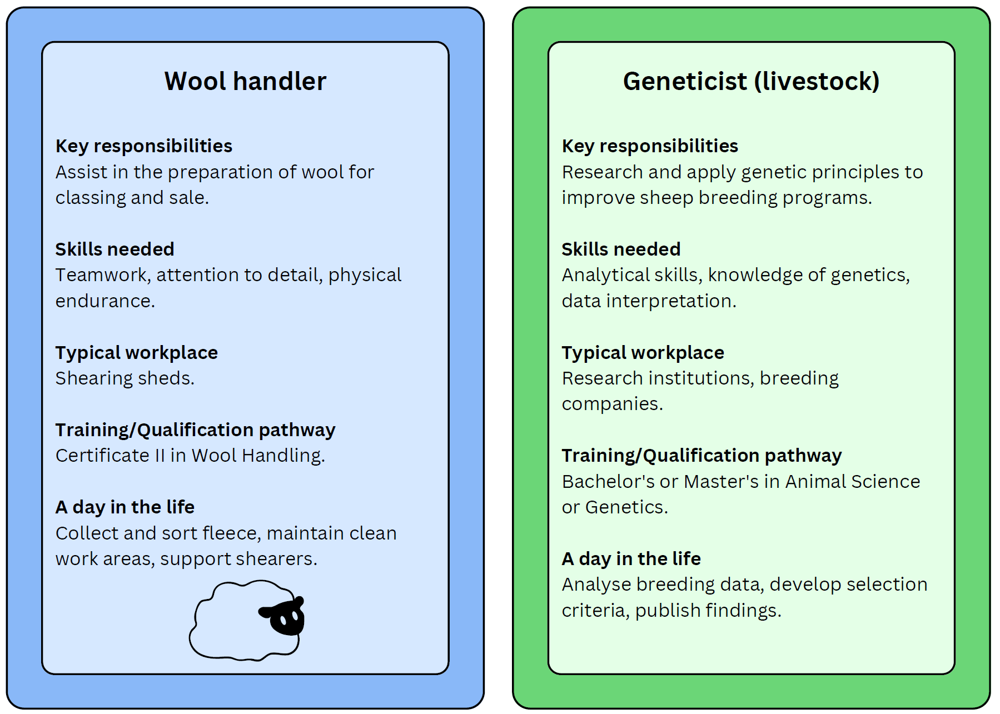 Wool handler
Key responsibilities
Assist in the preparation of wool for
classing and sale.
Skills needed
Teamwork, attention to detail, physical
endurance.
Typical workplace
Shearing sheds.
Training/Qualification pathway
Certificate II in Wool Handling.
A day in the life
Collect and sort fleece, maintain clean
work areas, support shearers.
Geneticist (livestock)
Key responsibilities
Research and apply genetic principles to
improve sheep breeding programs.
Skills needed
Analytical skills, knowledge of genetics,
data interpretation.
Typical workplace
Research institutions, breeding
companies.
Training/Qualification pathway
Bachelor's or Master's in Animal Science
or Genetics.
A day in the life
Analyse breeding data, develop selection
criteria, publish findings.